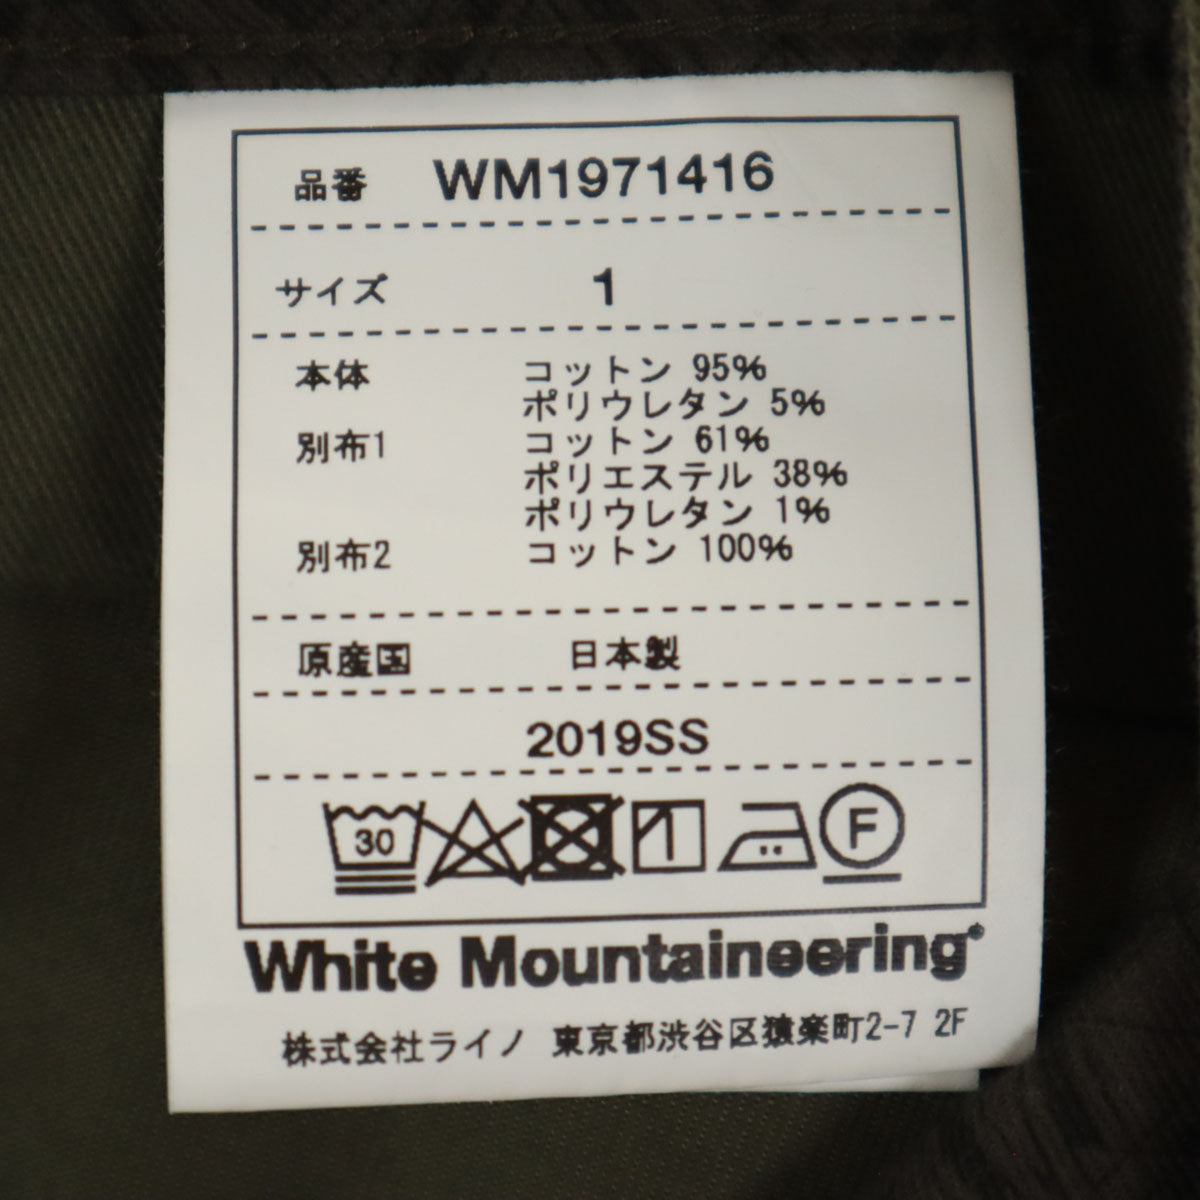 品番 WM1971416
サイズ 1
本体 コットン 95%
ポリウレタン 5%
別布1 コットン 61%
ポリエステル 38%
ポリウレタン 1%
別布2 コットン 100%
原産国 日本製
2019SS
30 F
White Mountaineering®
株式会社ライノ 東京都渋谷区猿楽町2-7 2F